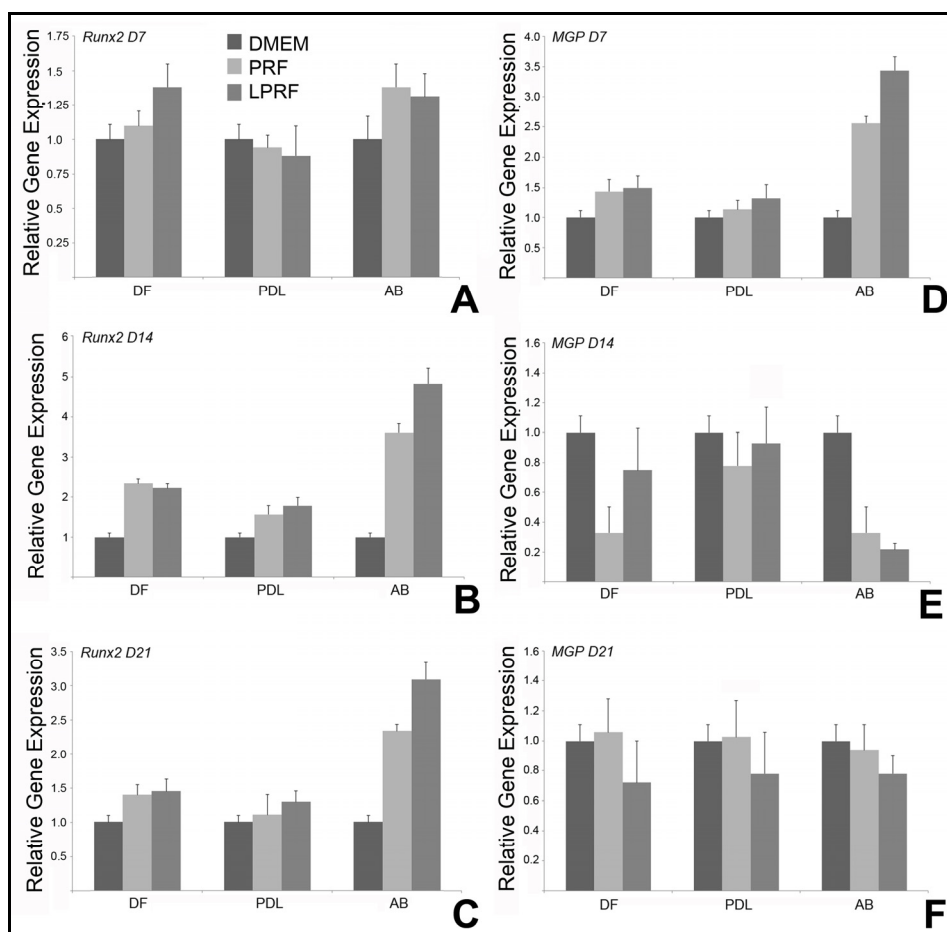 Runx2 D7
DMEM
PRF
LPRF
Relative Gene Expression
1.75
1.5
1.25
1.0
0.75
0.5
0.25
DF PDL AB
A
MGP D7
Relative Gene Expression
4.0
3.5
3.0
2.5
2.0
1.5
1.0
0.5
DF PDL AB
D
Runx2 D14
Relative Gene Expression
6
5
4
3
2
1
DF PDL AB
B
MGP D14
Relative Gene Expression
1.6
1.4
1.2
1.0
0.8
0.6
0.4
0.2
DF PDL AB
E
Runx2 D21
Relative Gene Expression
3.5
3.0
2.5
2.0
1.5
1.0
0.5
DF PDL AB
C
MGP D21
Relative Gene Expression
1.6
1.4
1.2
1.0
0.8
0.6
0.4
0.2
DF PDL AB
F